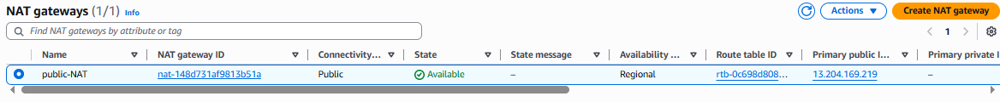 NAT gateways (1/1) Info
Actions
Create NAT gateway
Find NAT gateways by attribute or tag
1
Name NAT gateway ID Connectivity... State State message Availability ... Route table ID Primary public I... Primary private I
public-NAT nat-148d731af9813b51a Public Available – Regional rtb-0c698d808... 13.204.169.219 –